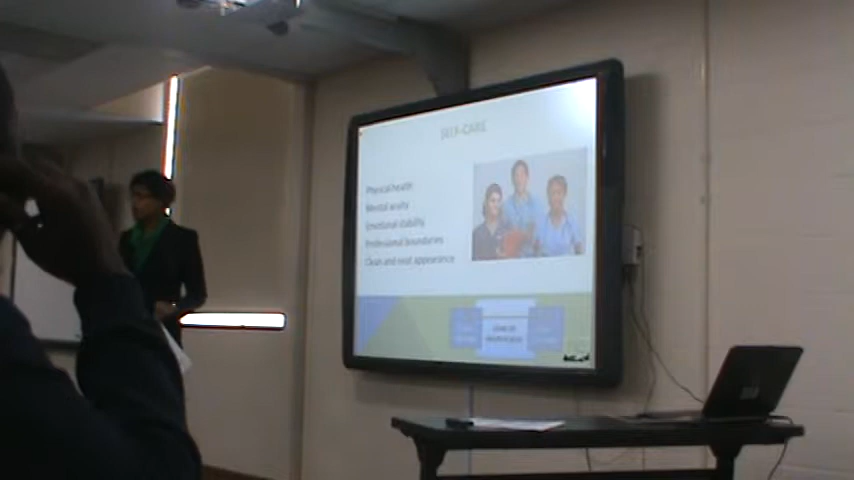 SELF-CARE
Physical health
Mental acuity
Emotional stability
Professional boundaries
Clean and neat appearance